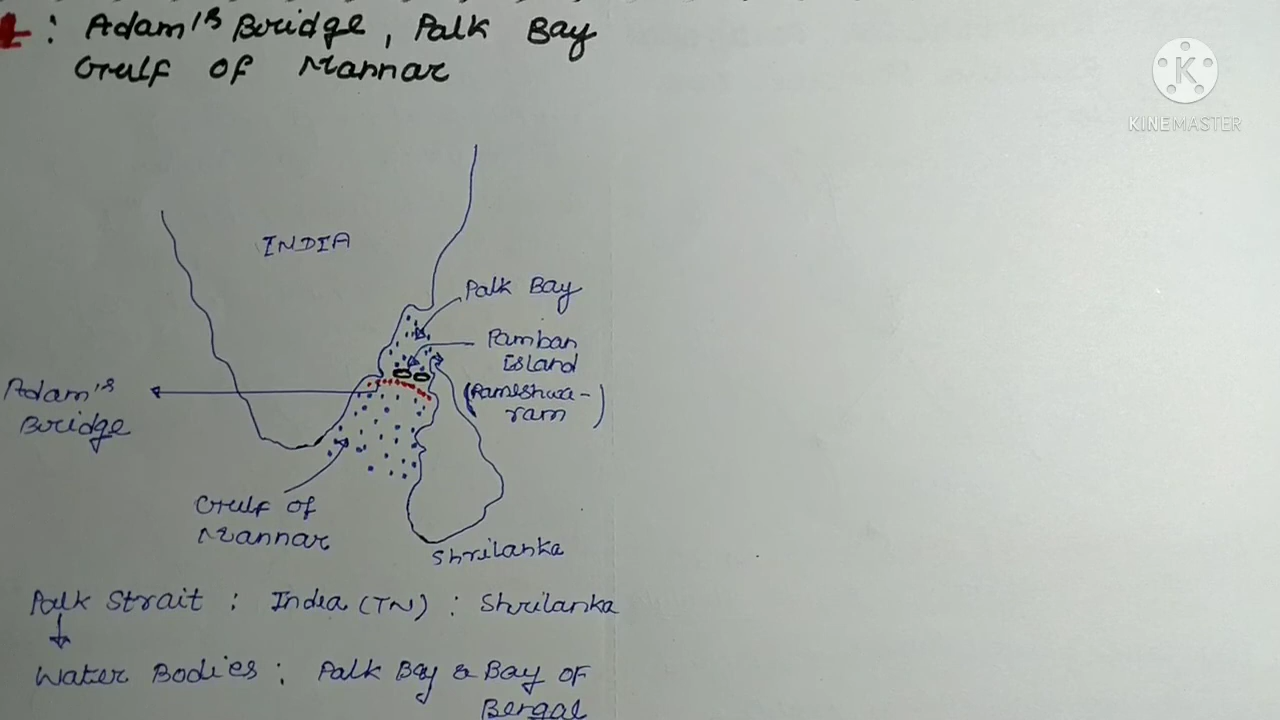 : Adam's Bridge, Palk Bay
Gulf of Mannar
KINEMASTER
INDIA
Palk Bay
Pamban
Island
(Rameshwa-
ram)
Adam's
Bridge
Gulf of
Mannar
Shrilanka
Palk Strait : India (TN) : Shrilanka
Water Bodies : Palk Bay & Bay of
Bengal